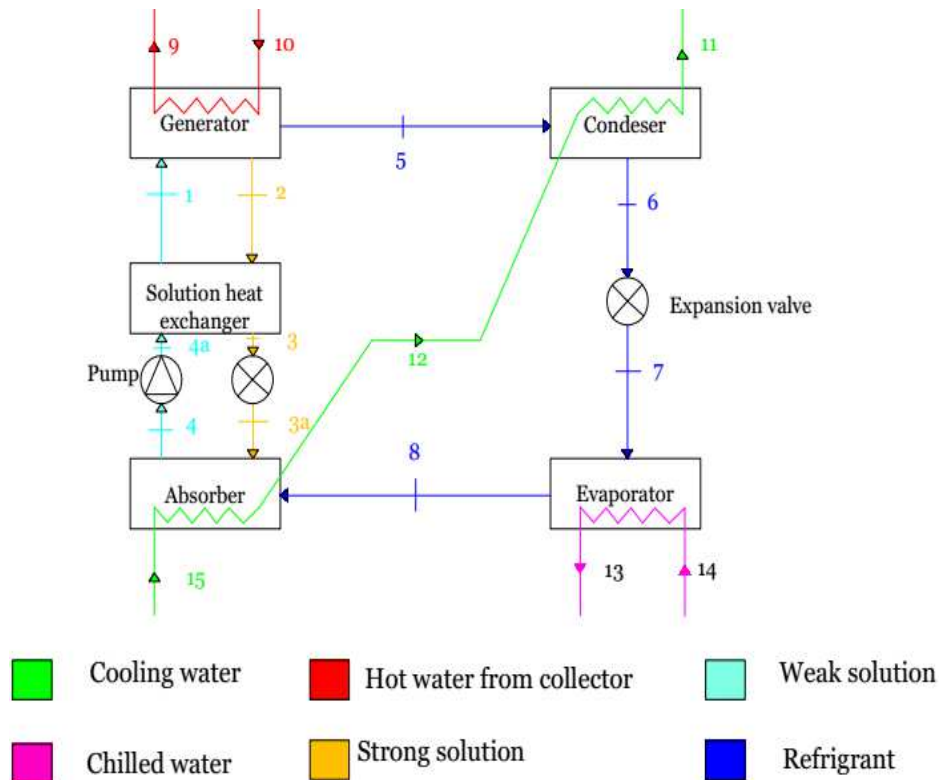 9
10
11
Generator
Condeser
5
1
2
6
Solution heat
exchanger
Expansion valve
4a
3
12
Pump
7
4
3a
8
Absorber
Evaporator
15
13
14
Cooling water
Hot water from collector
Weak solution
Chilled water
Strong solution
Refrigrant